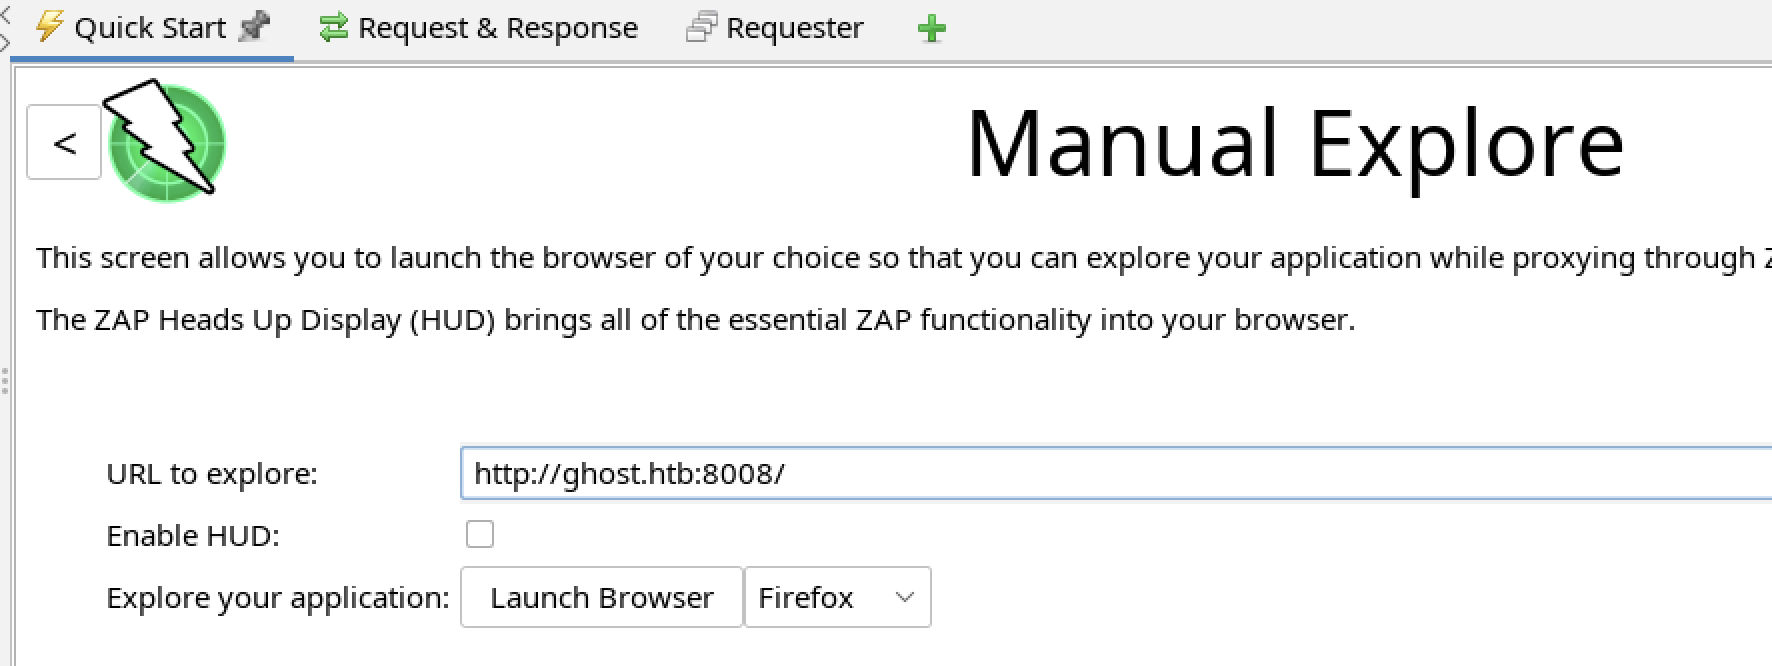 Quick Start Request & Response Requester
< Manual Explore
This screen allows you to launch the browser of your choice so that you can explore your application while proxying through
The ZAP Heads Up Display (HUD) brings all of the essential ZAP functionality into your browser.
URL to explore: http://ghost.htb:8008/
Enable HUD:
Explore your application: Launch Browser Firefox